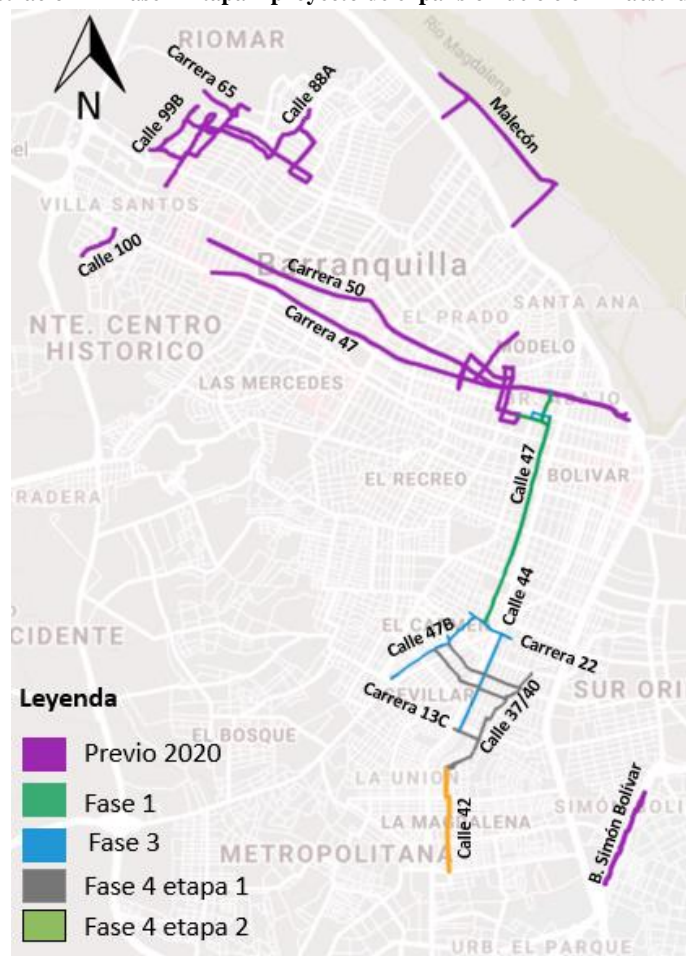 RIOMAR
Río Magdalena
Carrera 65
Calle 88A
N
Calle 99B
Malecón
VILLA SANTOS
Calle 100
Barranquilla
Carrera 50
SANTA ANA
NTE. CENTRO
HISTORICO
EL PRADO
Carrera 47
MODELO
LAS MERCEDES
Calle 47
EL RECREO
BOLIVAR
RADERA
Calle 44
EL CARMEN
CIDENTE
Calle 47B
Carrera 22
Leyenda
SEVILLAR
SUR ORI
Carrera 13C
Calle 37/40
EL BOSQUE
Previo 2020
LA UNION
Fase 1
SIMÓN BOLI
LA MAGDALENA
Calle 42
B. Simón Bolívar
Fase 3
METROPOLITANA
Fase 4 etapa 1
Fase 4 etapa 2
URB. EL PARQUE